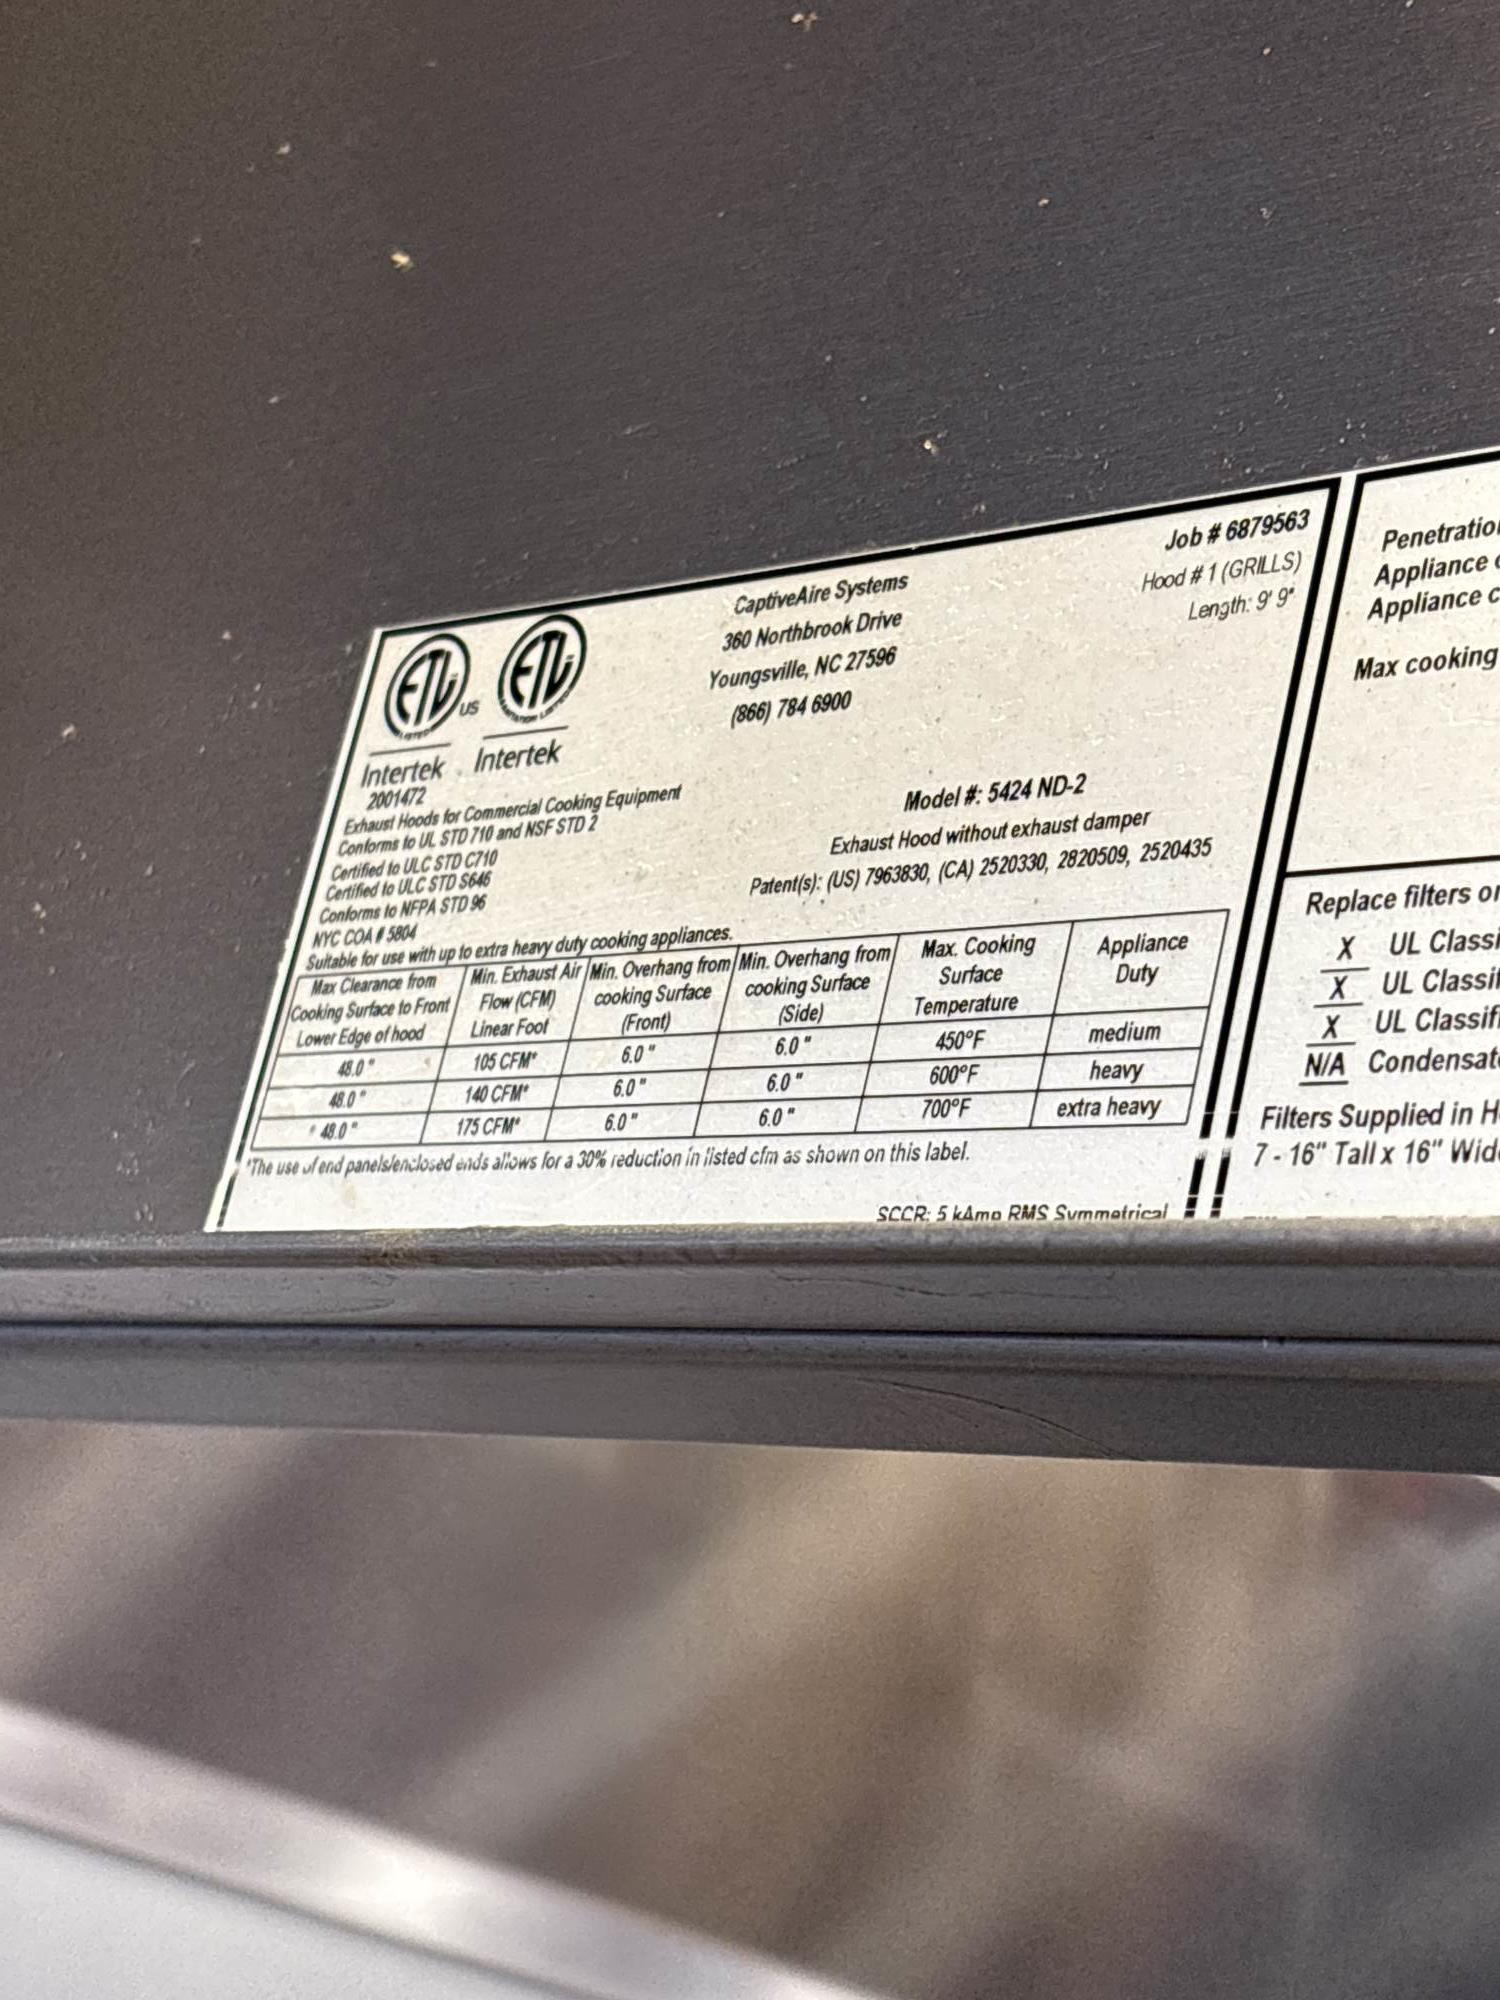 Job # 6879563
Hood # 1 (GRILLS)
Length: 9' 9"
CaptiveAire Systems
360 Northbrook Drive
Youngsville, NC 27596
(866) 784 6900
ETL
US
LISTED
Intertek
2001472
ETL
Intertek
Exhaust Hoods for Commercial Cooking Equipment
Conforms to UL STD 710 and NSF STD 2
Certified to ULC STD C710
Certified to ULC STD S646
Conforms to NFPA STD 96
NYC COA # 5804
Suitable for use with up to extra heavy duty cooking appliances.
Model #: 5424 ND-2
Exhaust Hood without exhaust damper
Patent(s): (US) 7963830, (CA) 2520330, 2820509, 2520435
Max Clearance from Cooking Surface to Front Lower Edge of hood
Min. Exhaust Air Flow (CFM) Linear Foot
Min. Overhang from cooking Surface (Front)
Min. Overhang from cooking Surface (Side)
Max. Cooking Surface Temperature
Appliance Duty
48.0 " 105 CFM* 6.0 " 6.0 " 450°F medium
48.0 " 140 CFM* 6.0 " 6.0 " 600°F heavy
48.0 " 175 CFM* 6.0 " 6.0 " 700°F extra heavy
*The use of end panels/enclosed ends allows for a 30% reduction in listed cfm as shown on this label.
SCCR: 5 kAmp RMS Symmetrical
Appliance
Appliance
Max cooking
Replace filters
X UL
X UL
X UL
N/A
Filters Supplied in
7 - 16" Tall x 16"